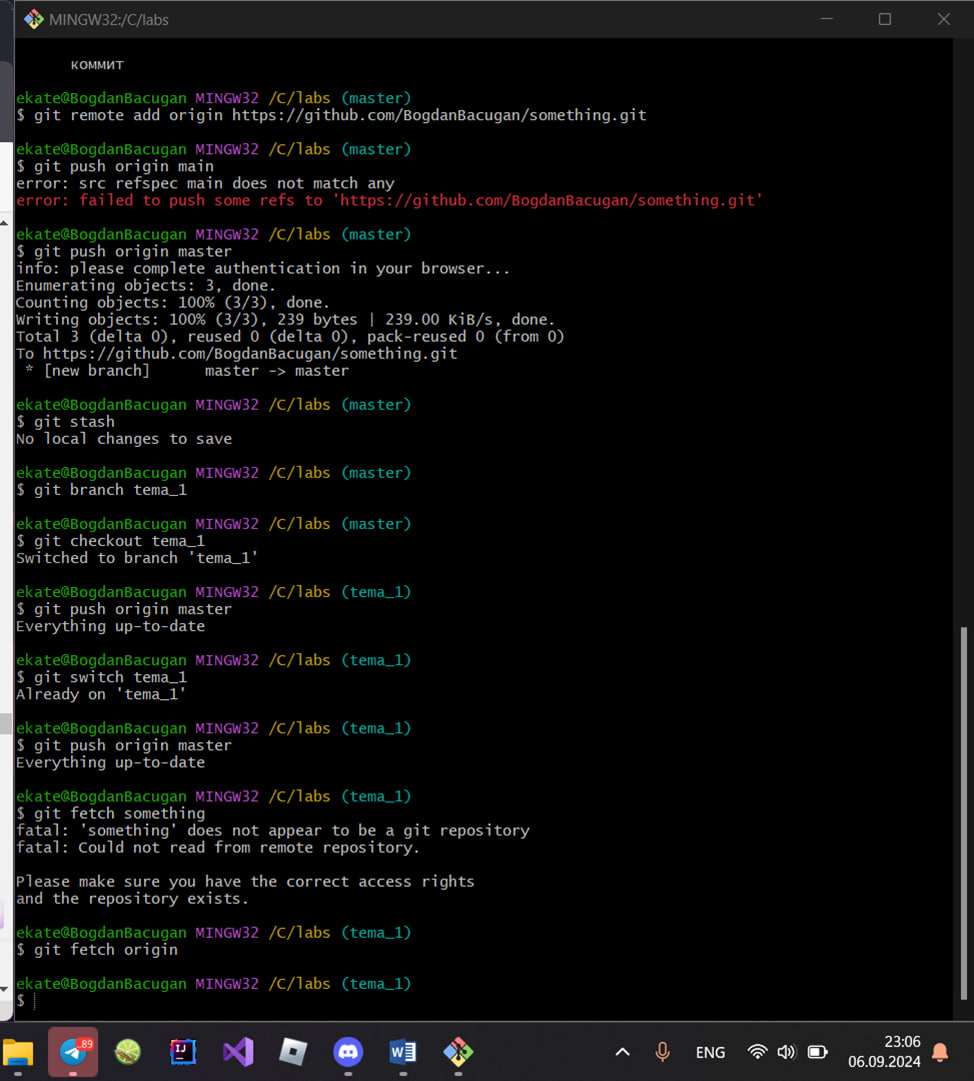 MINGW32:/C/labs
коммит
ekate@BogdanBacugan MINGW32 /C/labs (master)
$ git remote add origin https://github.com/BogdanBacugan/something.git
ekate@BogdanBacugan MINGW32 /C/labs (master)
$ git push origin main
error: src refspec main does not match any
error: failed to push some refs to 'https://github.com/BogdanBacugan/something.git'
ekate@BogdanBacugan MINGW32 /C/labs (master)
$ git push origin master
info: please complete authentication in your browser...
Enumerating objects: 3, done.
Counting objects: 100% (3/3), done.
Writing objects: 100% (3/3), 239 bytes | 239.00 KiB/s, done.
Total 3 (delta 0), reused 0 (delta 0), pack-reused 0 (from 0)
To https://github.com/BogdanBacugan/something.git
 * [new branch]      master -> master
ekate@BogdanBacugan MINGW32 /C/labs (master)
$ git stash
No local changes to save
ekate@BogdanBacugan MINGW32 /C/labs (master)
$ git branch tema_1
ekate@BogdanBacugan MINGW32 /C/labs (master)
$ git checkout tema_1
Switched to branch 'tema_1'
ekate@BogdanBacugan MINGW32 /C/labs (tema_1)
$ git push origin master
Everything up-to-date
ekate@BogdanBacugan MINGW32 /C/labs (tema_1)
$ git switch tema_1
Already on 'tema_1'
ekate@BogdanBacugan MINGW32 /C/labs (tema_1)
$ git push origin master
Everything up-to-date
ekate@BogdanBacugan MINGW32 /C/labs (tema_1)
$ git fetch something
fatal: 'something' does not appear to be a git repository
fatal: Could not read from remote repository.
Please make sure you have the correct access rights
and the repository exists.
ekate@BogdanBacugan MINGW32 /C/labs (tema_1)
$ git fetch origin
ekate@BogdanBacugan MINGW32 /C/labs (tema_1)
$
89
IJ
W
ENG
23:06
06.09.2024